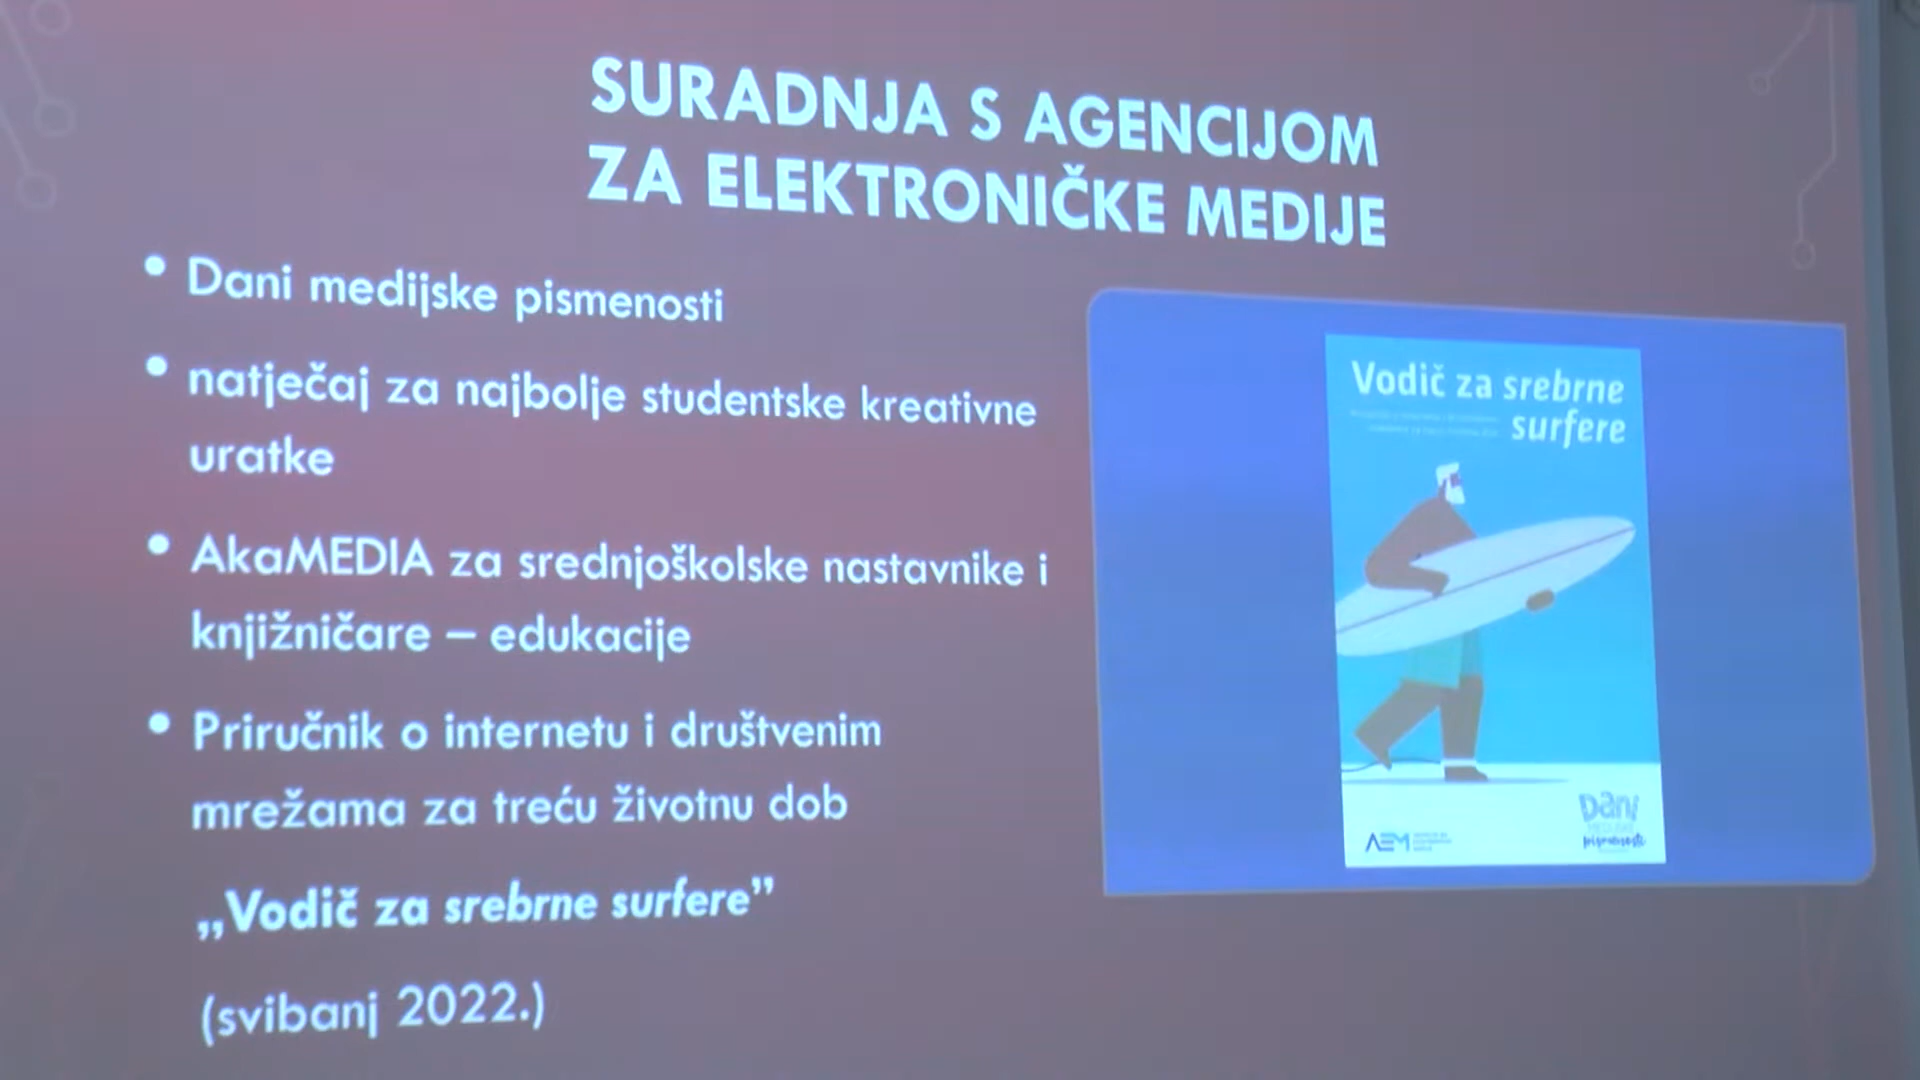 SURADNJA S AGENCIJOM
ZA ELEKTRONIČKE MEDIJE
• Dani medijske pismenosti
• natječaj za najbolje studentske kreativne
uratke
• AkaMEDIA za srednjoškolske nastavnike i
knjižničare – edukacije
• Priručnik o internetu i društvenim
mrežama za treću životnu dob
„Vodič za srebrne surfere”
(svibanj 2022.)
Vodič za srebrne
surfere
AEM
Dani
medijske
pismenosti